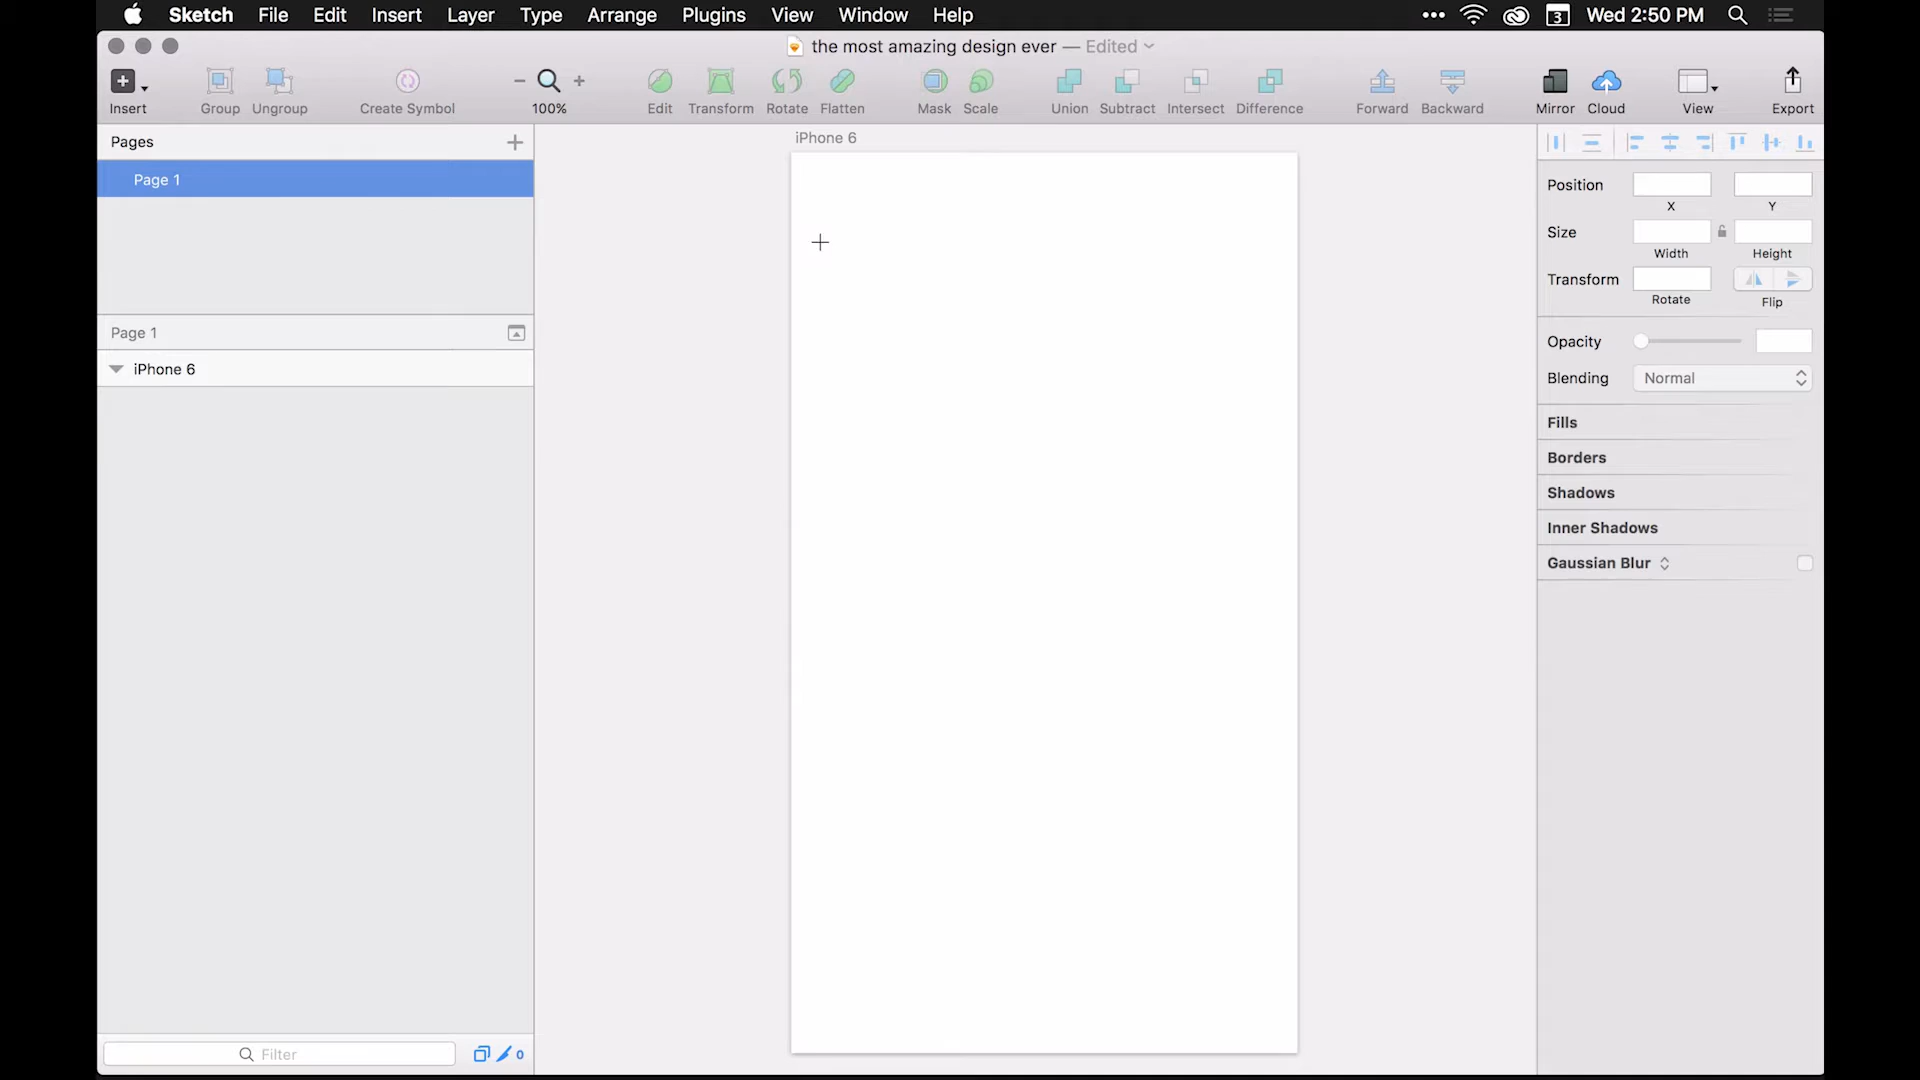 Sketch File Edit Insert Layer Type Arrange Plugins View Window Help
3 Wed 2:50 PM
the most amazing design ever — Edited
Insert Group Ungroup Create Symbol 100% Edit Transform Rotate Flatten Mask Scale Union Subtract Intersect Difference Forward Backward Mirror Cloud View Export
Pages
Page 1
Page 1
iPhone 6
Filter
0
iPhone 6
Position
X Y
Size
Width Height
Transform
Rotate Flip
Opacity
Blending Normal
Fills
Borders
Shadows
Inner Shadows
Gaussian Blur